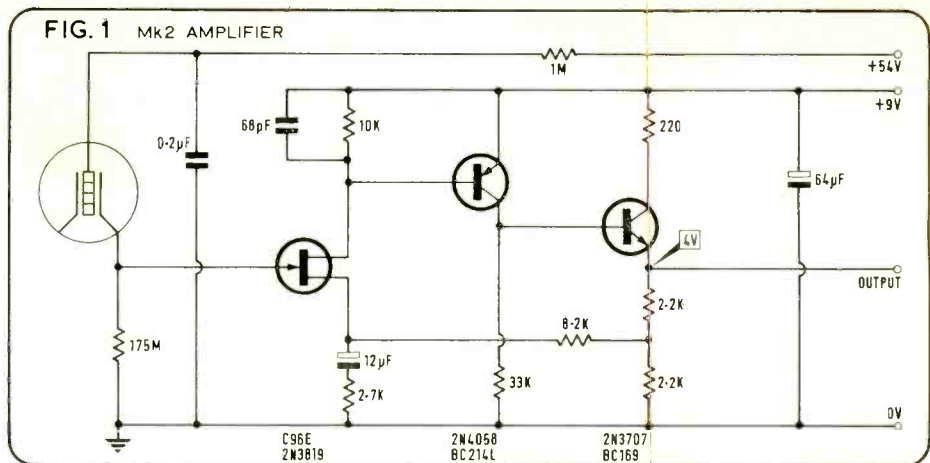 FIG. 1 Mk2 AMPLIFIER
1M
+54V
+9V
68pF
10K
220
0·2µF
64µF
4V
OUTPUT
2·2K
8·2K
175M
12µF
2·7K
33K
2·2K
0V
C96E
2N3819
2N4058
BC214L
2N3707
BC169